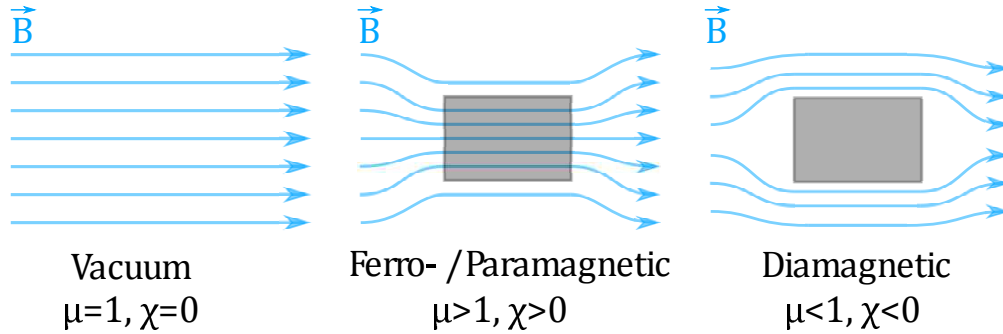 B
B
B
Vacuum
μ=1, χ=0
Ferro- /Paramagnetic
μ>1, χ>0
Diamagnetic
μ<1, χ<0